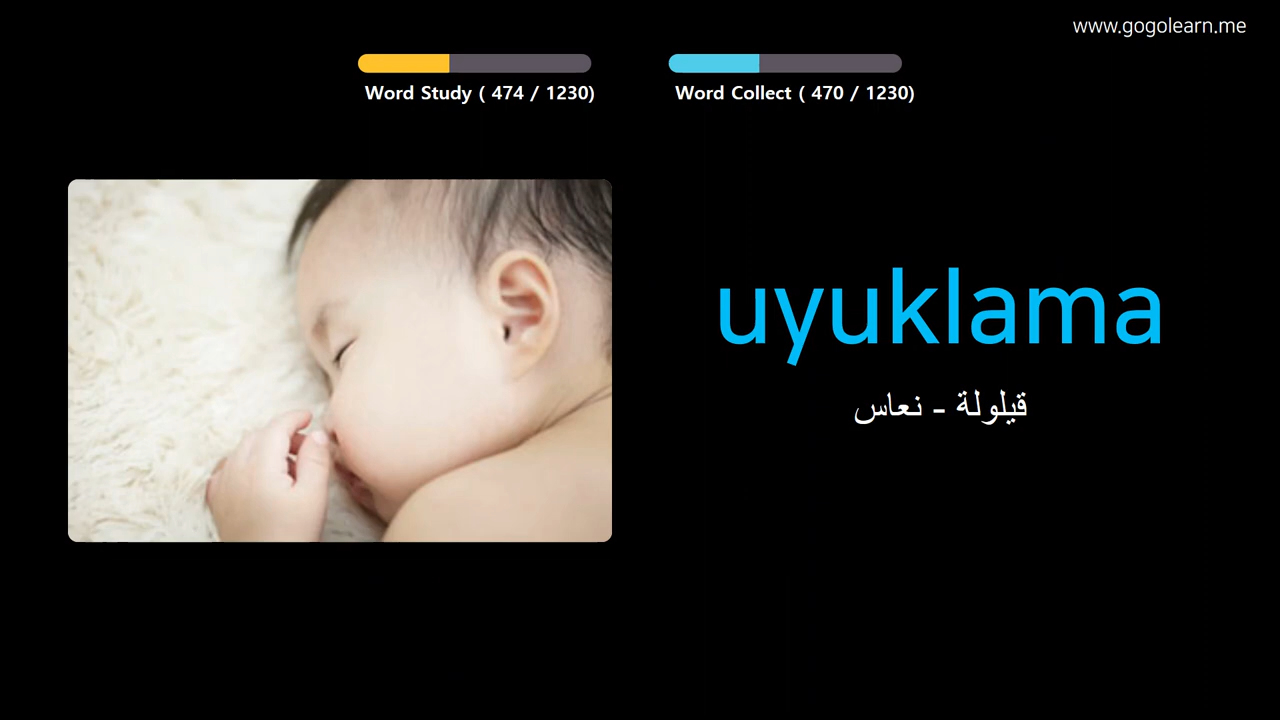 www.gogolearn.me
Word Study ( 474 / 1230)
Word Collect ( 470 / 1230)
uyuklama
قيلولة - نعاس